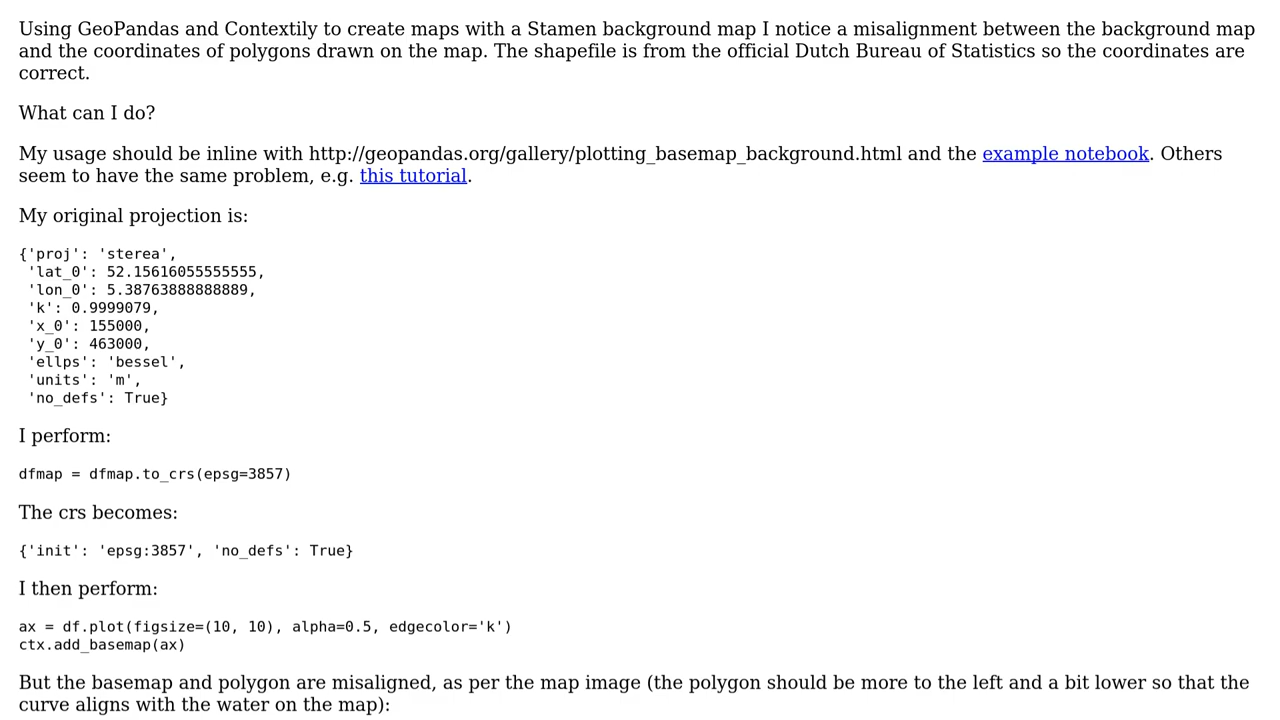 Using GeoPandas and Contextily to create maps with a Stamen background map I notice a misalignment between the background map
and the coordinates of polygons drawn on the map. The shapefile is from the official Dutch Bureau of Statistics so the coordinates are
correct.
What can I do?
My usage should be inline with http://geopandas.org/gallery/plotting_basemap_background.html and the example notebook. Others
seem to have the same problem, e.g. this tutorial.
My original projection is:
{'proj': 'sterea',
 'lat_0': 52.15616055555555,
 'lon_0': 5.38763888888889,
 'k': 0.9999079,
 'x_0': 155000,
 'y_0': 463000,
 'ellps': 'bessel',
 'units': 'm',
 'no_defs': True}
I perform:
dfmap = dfmap.to_crs(epsg=3857)
The crs becomes:
{'init': 'epsg:3857', 'no_defs': True}
I then perform:
ax = df.plot(figsize=(10, 10), alpha=0.5, edgecolor='k')
ctx.add_basemap(ax)
But the basemap and polygon are misaligned, as per the map image (the polygon should be more to the left and a bit lower so that the
curve aligns with the water on the map):